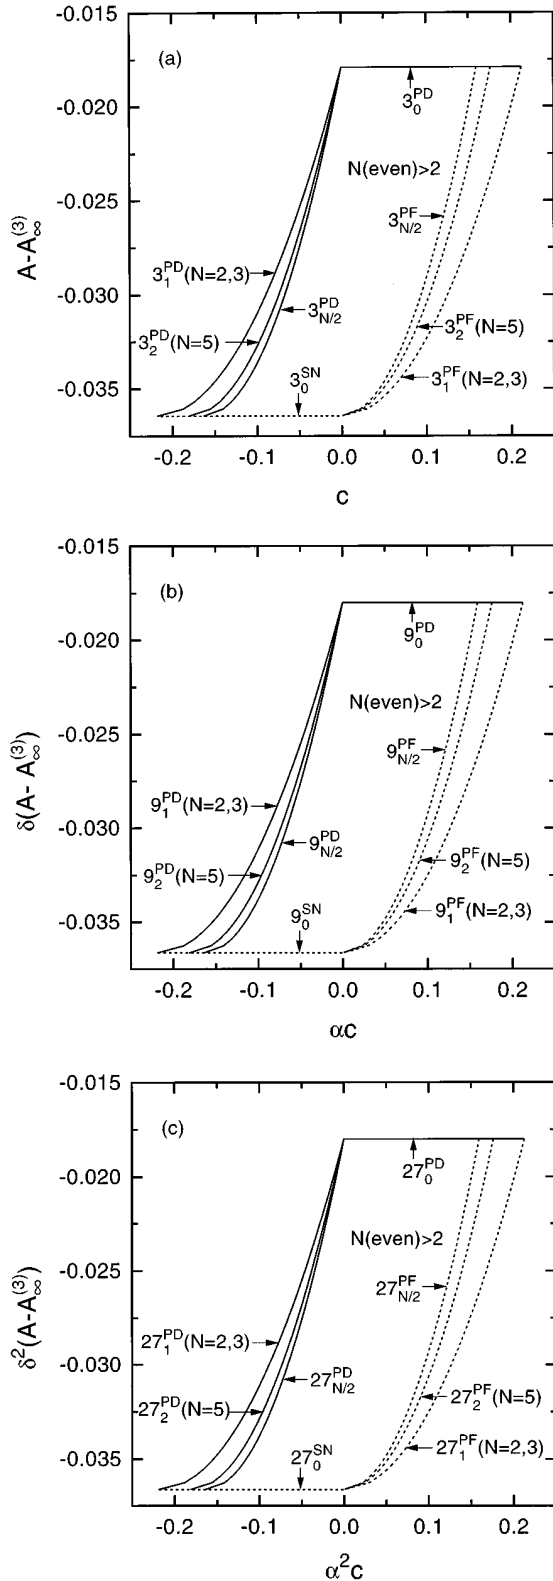 -0.015
(a)
-0.020
3₀^PD
N(even)>2
A-A∞^(3)
-0.025
3_{N/2}^PF
3₁^PD(N=2,3)
-0.030
3_{N/2}^PD
3₂^PD(N=5)
3₂^PF(N=5)
3₀^SN
3₁^PF(N=2,3)
-0.035
-0.2 -0.1 0.0 0.1 0.2
c
-0.015
(b)
-0.020
9₀^PD
N(even)>2
δ(A- A∞^(3))
-0.025
9_{N/2}^PF
9₁^PD(N=2,3)
-0.030
9_{N/2}^PD
9₂^PD(N=5)
9₂^PF(N=5)
9₀^SN
9₁^PF(N=2,3)
-0.035
-0.2 -0.1 0.0 0.1 0.2
αc
-0.015
(c)
-0.020
27₀^PD
N(even)>2
δ²(A-A∞^(3))
-0.025
27_{N/2}^PF
27₁^PD(N=2,3)
-0.030
27_{N/2}^PD
27₂^PD(N=5)
27₂^PF(N=5)
27₀^SN
27₁^PF(N=2,3)
-0.035
-0.2 -0.1 0.0 0.1 0.2
α²c